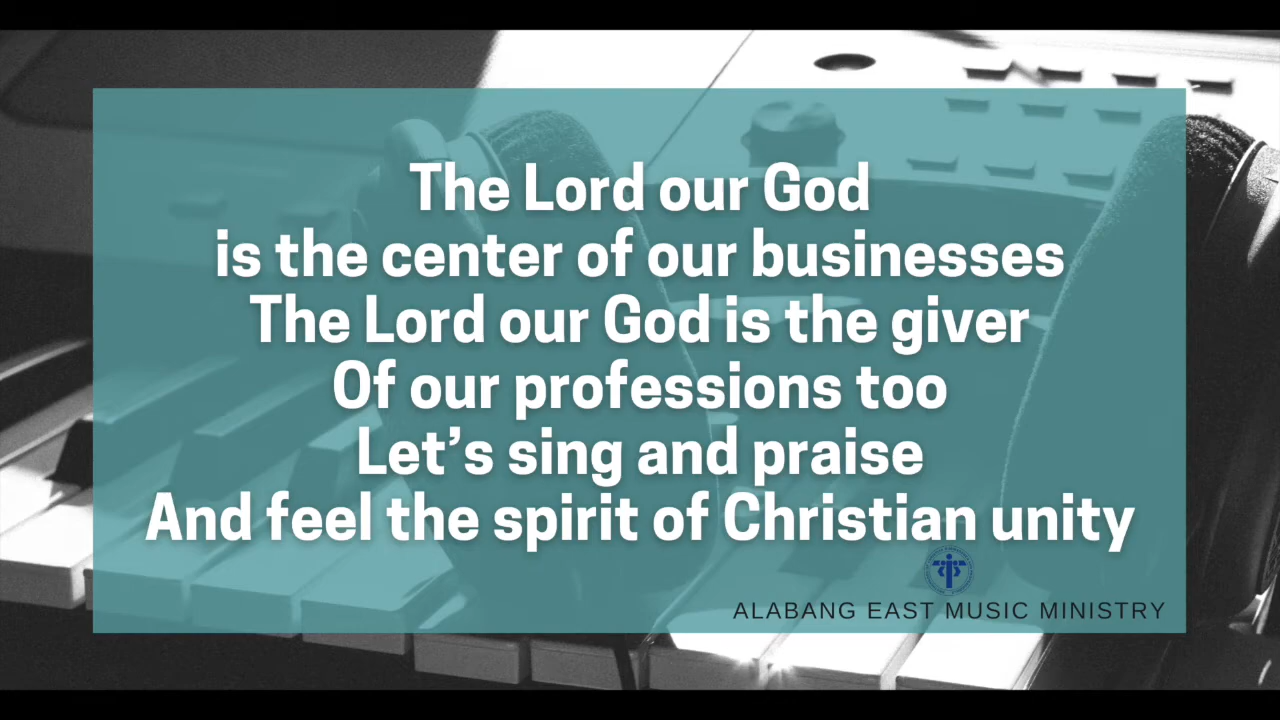 The Lord our God
is the center of our businesses
The Lord our God is the giver
Of our professions too
Let’s sing and praise
And feel the spirit of Christian unity
ALABANG EAST MUSIC MINISTRY